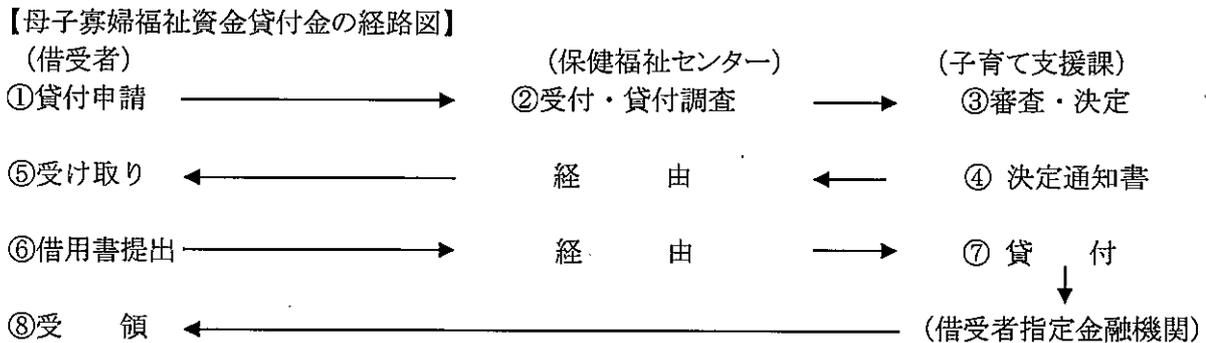 【母子寡婦福祉資金貸付金の経路図】
(借受者) (保健福祉センター) (子育て支援課)
①貸付申請 ②受付・貸付調査 ③審査・決定
⑤受け取り 経 由 ④ 決定通知書
⑥借用書提出 経 由 ⑦ 貸 付
⑧受 領 (借受者指定金融機関)